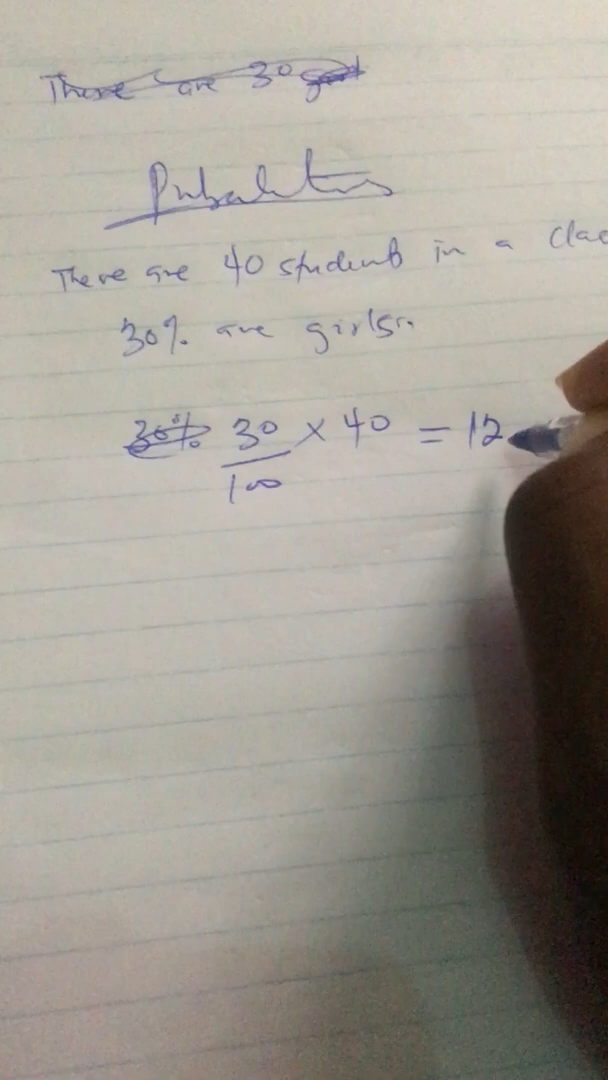 There are 30
There are 40 students in a clas
30% are girls.
30% 30/100 × 40 = 12